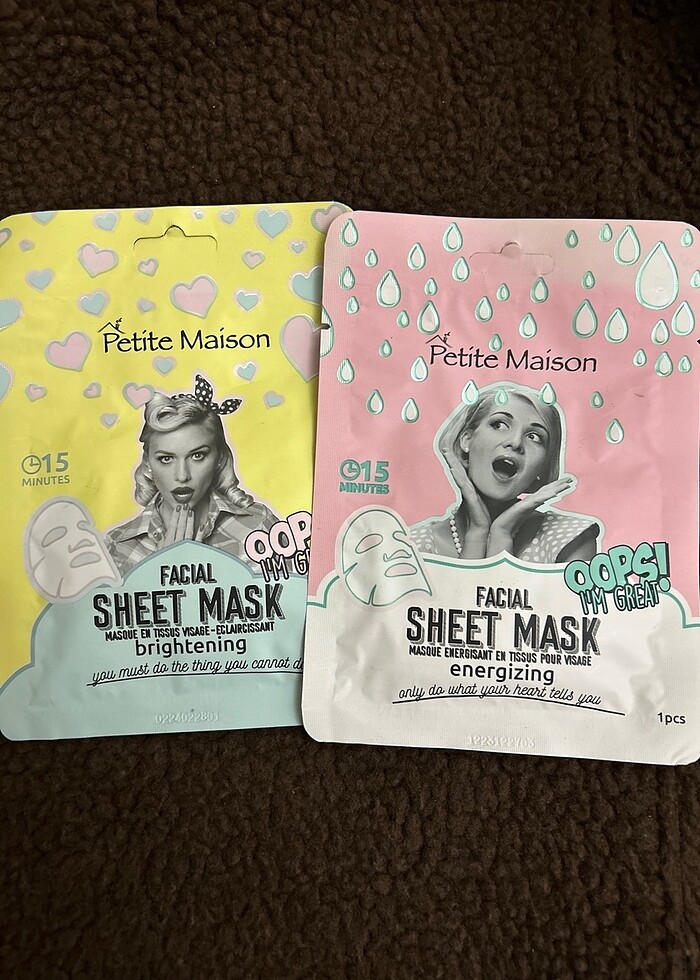 Petite Maison
15
MINUTES
OOP
I'M GR
FACIAL
SHEET MASK
MASQUE EN TISSUS VISAGE-ECLAIRCISSANT
brightening
you must do the thing you cannot d
Petite Maison
15
MINUTES
OOPS!
I'M GREAT
FACIAL
SHEET MASK
MASQUE ENERGISANT EN TISSUS POUR VISAGE
energizing
only do what your heart tells you
1pcs